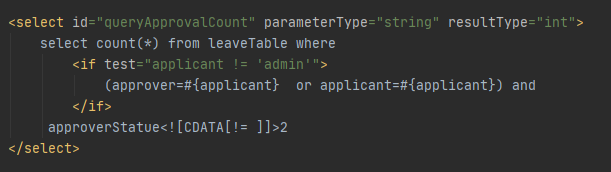 <select id="queryApprovalCount" parameterType="string" resultType="int">
select count(*) from leaveTable where
<if test="applicant != 'admin'">
(approver=#{applicant}  or applicant=#{applicant}) and
</if>
approverStatue<![CDATA[!= ]]>2
</select>